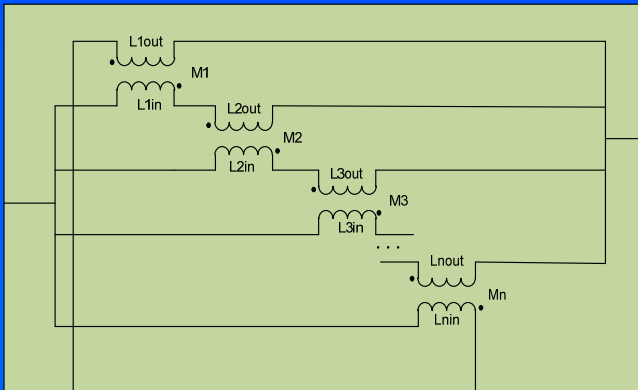 L1out
M1
L1in
L2out
M2
L2in
L3out
M3
L3in
. . .
Lnout
Mn
Lnin